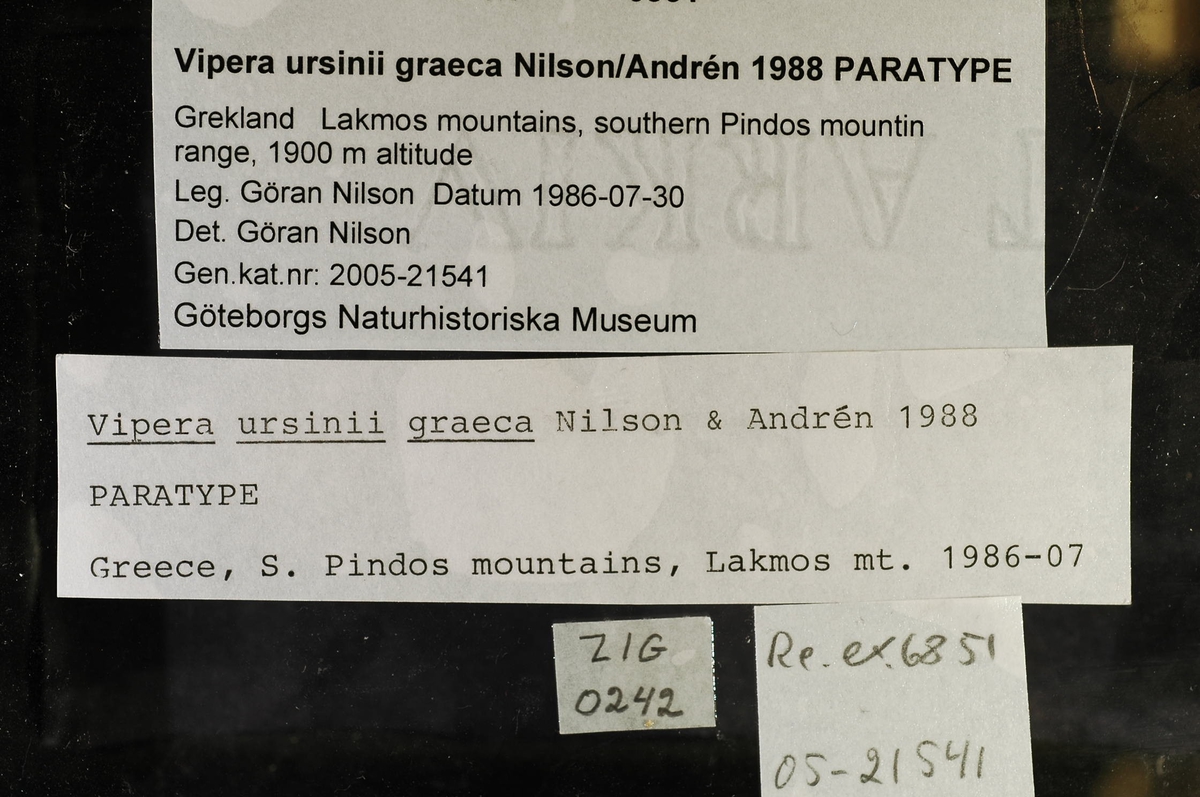 Vipera ursinii graeca Nilson/Andrén 1988 PARATYPE
Grekland Lakmos mountains, southern Pindos mountin
range, 1900 m altitude
Leg. Göran Nilson Datum 1986-07-30
Det. Göran Nilson
Gen.kat.nr: 2005-21541
Göteborgs Naturhistoriska Museum
Vipera ursinii graeca Nilson & Andrén 1988
PARATYPE
Greece, S. Pindos mountains, Lakmos mt. 1986-07
ZIG
0242
Re. ex. 6851
05-21541